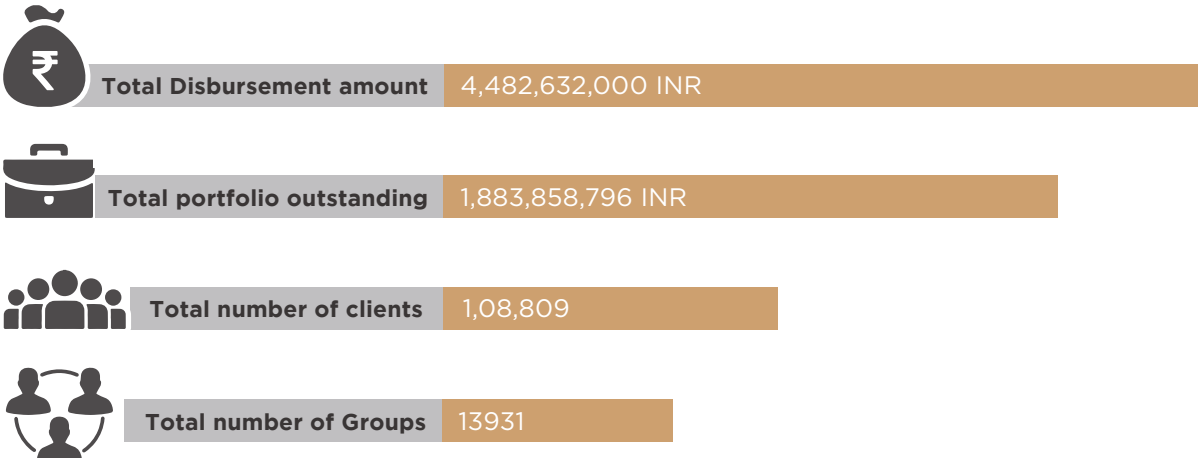 ₹
Total Disbursement amount 4,482,632,000 INR
Total portfolio outstanding 1,883,858,796 INR
Total number of clients 1,08,809
Total number of Groups 13931